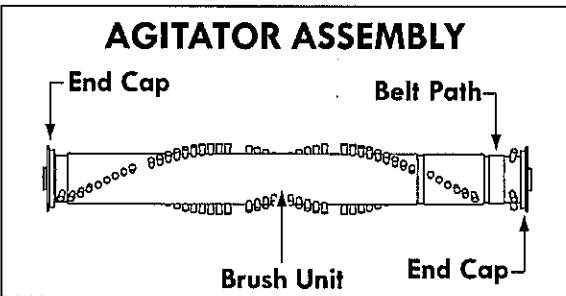 AGITATOR ASSEMBLY
End Cap
Belt Path
Brush Unit
End Cap